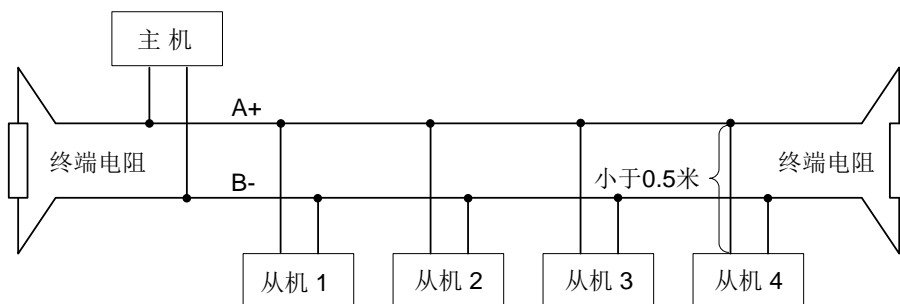 主 机
A+
终端电阻
终端电阻
B-
小于0.5米
从机 1
从机 2
从机 3
从机 4